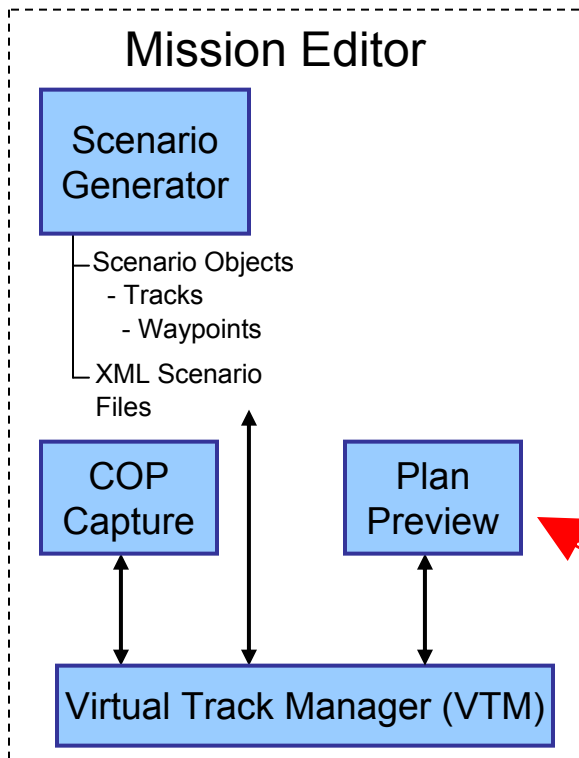 Mission Editor
Scenario
Generator
Scenario Objects
- Tracks
- Waypoints
XML Scenario
Files
COP
Capture
Plan
Preview
Virtual Track Manager (VTM)